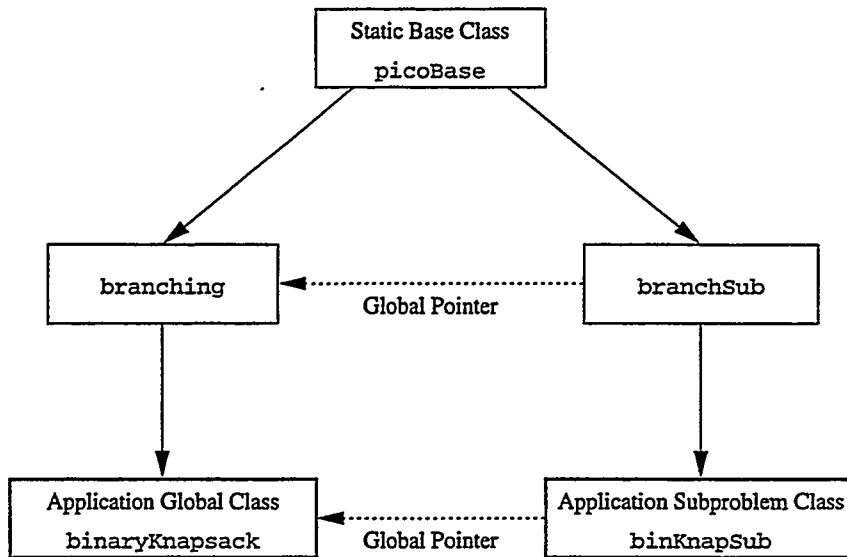 Static Base Class
picoBase
branching
branchSub
Global Pointer
Application Global Class
binaryKnapsack
Application Subproblem Class
binKnapSub
Global Pointer